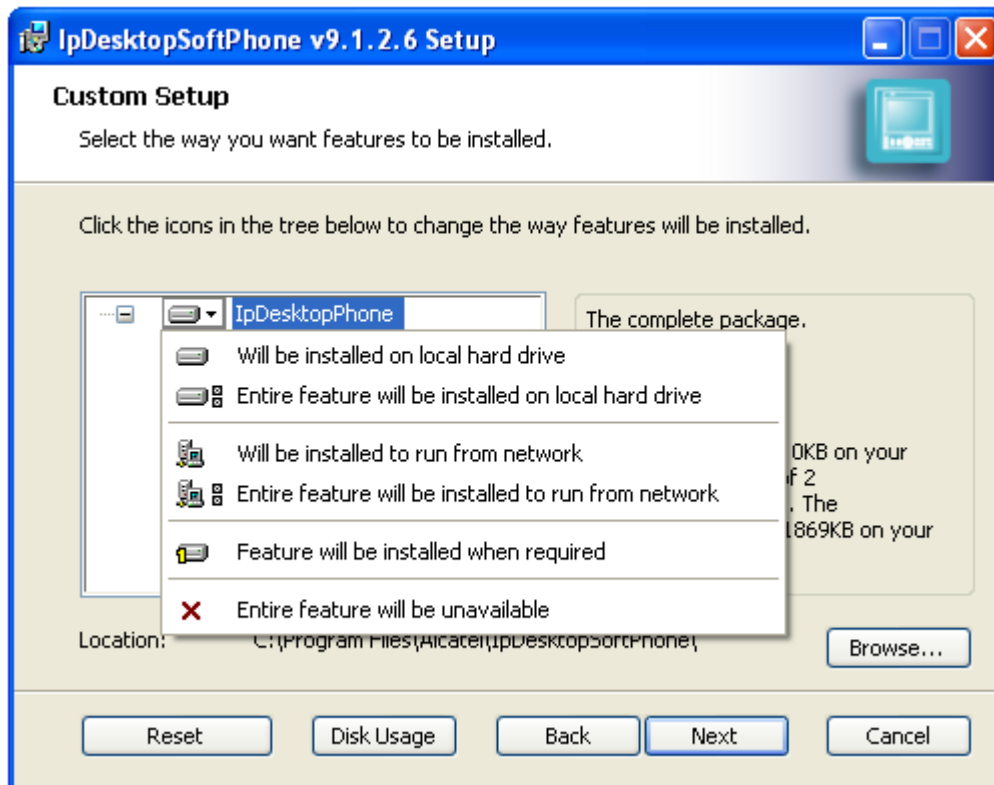 IpDesktopSoftPhone v9.1.2.6 Setup
Custom Setup
Select the way you want features to be installed.
Click the icons in the tree below to change the way features will be installed.
IpDesktopPhone
The complete package.
Will be installed on local hard drive
Entire feature will be installed on local hard drive
Will be installed to run from network
0KB on your
Entire feature will be installed to run from network
of 2
. The
1869KB on your
Feature will be installed when required
Entire feature will be unavailable
Location: C:\Program Files\Alcatel\IpDesktopSoftPhone\
Browse...
Reset Disk Usage Back Next Cancel